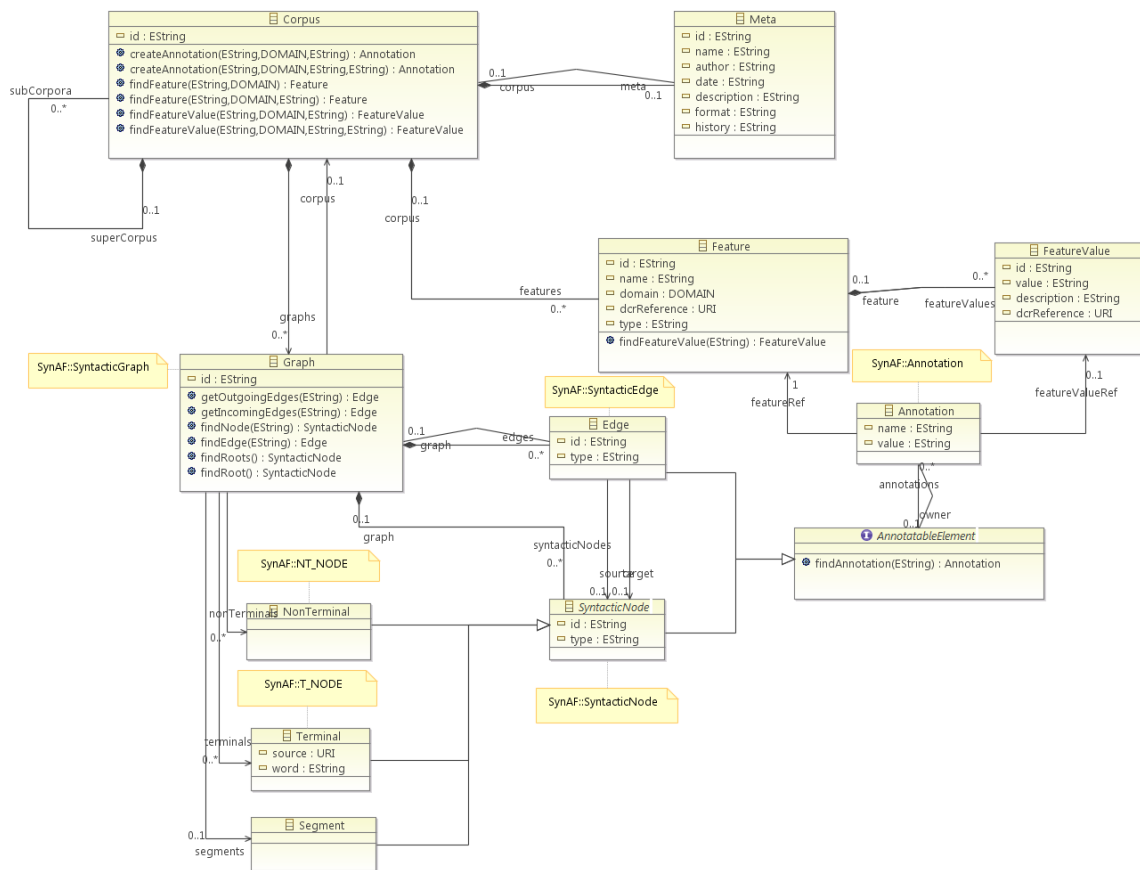 Corpus
id : EString
createAnnotation(EString,DOMAIN,EString) : Annotation
createAnnotation(EString,DOMAIN,EString,EString) : Annotation
findFeature(EString,DOMAIN) : Feature
findFeature(EString,DOMAIN,EString) : Feature
findFeatureValue(EString,DOMAIN,EString) : FeatureValue
findFeatureValue(EString,DOMAIN,EString,EString) : FeatureValue
Meta
id : EString
name : EString
author : EString
date : EString
description : EString
format : EString
history : EString
0..1
corpus
meta
0..1
subCorpora
0..*
0..1
superCorpus
0..1
corpus
0..1
corpus
graphs
0..*
features
0..*
Feature
id : EString
name : EString
domain : DOMAIN
dcrReference : URI
type : EString
findFeatureValue(EString) : FeatureValue
0..1
feature
0..*
featureValues
FeatureValue
id : EString
value : EString
description : EString
dcrReference : URI
SynAF::SyntacticGraph
Graph
id : EString
getOutgoingEdges(EString) : Edge
getIncomingEdges(EString) : Edge
findNode(EString) : SyntacticNode
findEdge(EString) : Edge
findRoots() : SyntacticNode
findRoot() : SyntacticNode
SynAF::SyntacticEdge
SynAF::Annotation
1
featureRef
0..1
featureValueRef
Edge
id : EString
type : EString
0..1
graph
edges
0..*
Annotation
name : EString
value : EString
0..*
annotations
owner
0..1
AnnotatableElement
findAnnotation(EString) : Annotation
0..1
graph
syntacticNodes
0..*
source
target
0..1
0..1
SynAF::NT_NODE
nonTerminals
0..*
NonTerminal
SyntacticNode
id : EString
type : EString
SynAF::T_NODE
SynAF::SyntacticNode
terminals
0..*
Terminal
source : URI
word : EString
0..1
segments
Segment